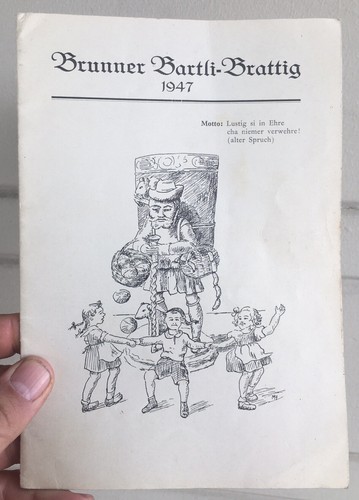 Brunner Bartli-Brattig
1947
Motto: Lustig si in Ehre
cha niemer verwehre!
(alter Spruch)